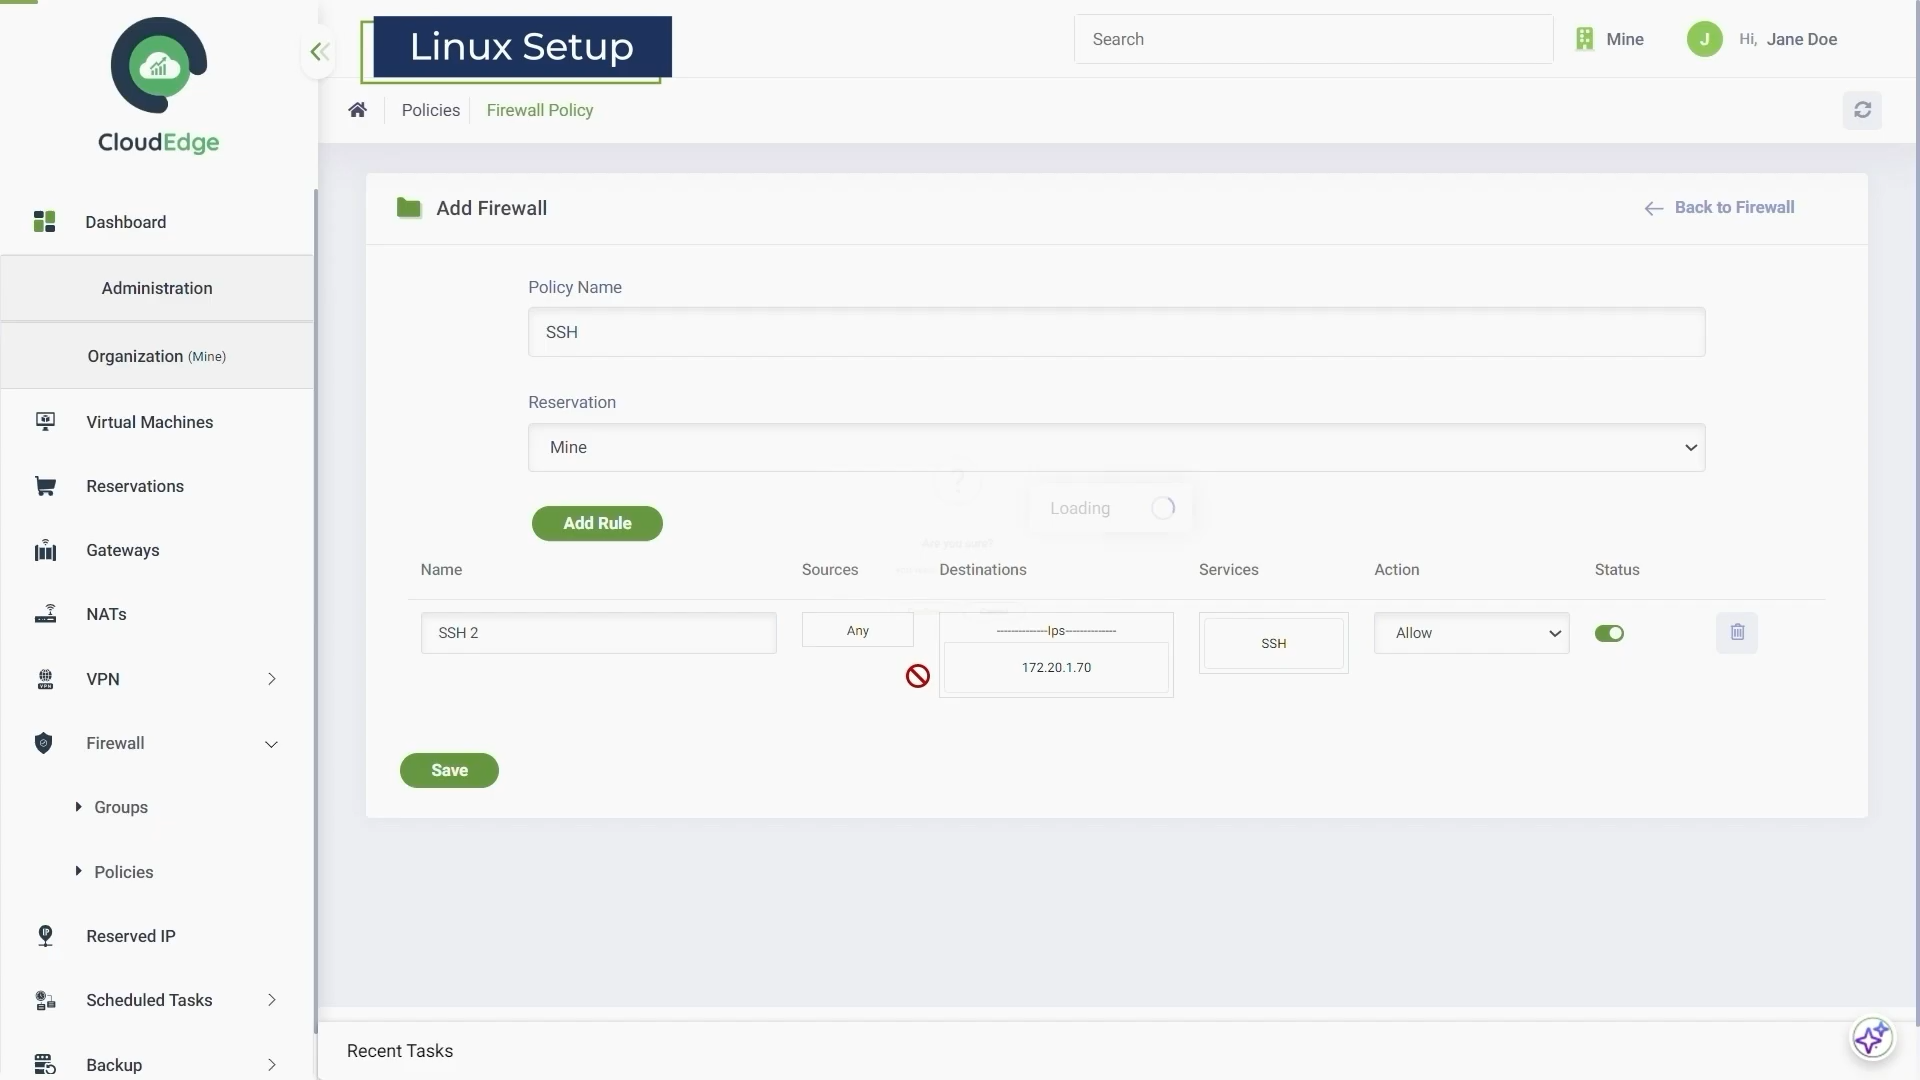 Linux Setup
Search
Mine
J
Hi, Jane Doe
CloudEdge
Policies
Firewall Policy
Dashboard
Administration
Organization (Mine)
Virtual Machines
Reservations
Gateways
NATs
VPN
Firewall
Groups
Policies
Reserved IP
Scheduled Tasks
Backup
Add Firewall
Back to Firewall
Policy Name
SSH
Reservation
Mine
Loading
Add Rule
Are you sure?
Name
Sources
Destinations
Services
Action
Status
SSH 2
Any
--------------Ips--------------
172.20.1.70
SSH
Allow
Save
Recent Tasks